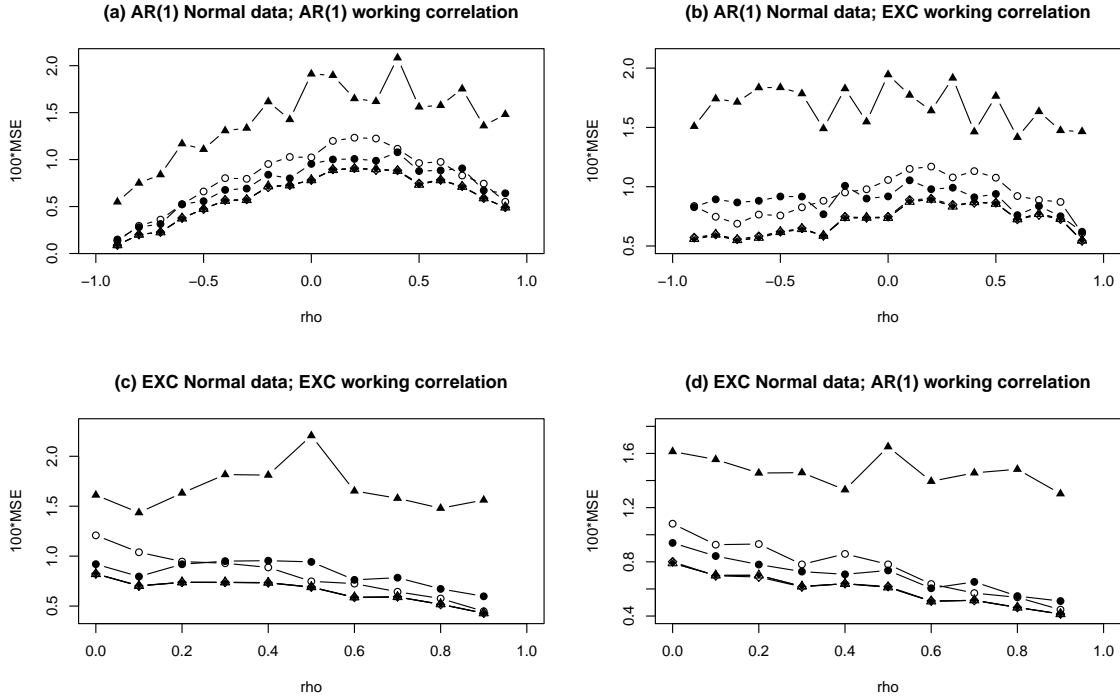 (a) AR(1) Normal data; AR(1) working correlation
100*MSE
2.0
1.5
1.0
0.5
0.0
−1.0 −0.5 0.0 0.5 1.0
rho
(b) AR(1) Normal data; EXC working correlation
100*MSE
2.0
1.5
1.0
0.5
−1.0 −0.5 0.0 0.5 1.0
rho
(c) EXC Normal data; EXC working correlation
100*MSE
2.0
1.5
1.0
0.5
0.0 0.2 0.4 0.6 0.8 1.0
rho
(d) EXC Normal data; AR(1) working correlation
100*MSE
1.6
1.2
0.8
0.4
0.0 0.2 0.4 0.6 0.8 1.0
rho